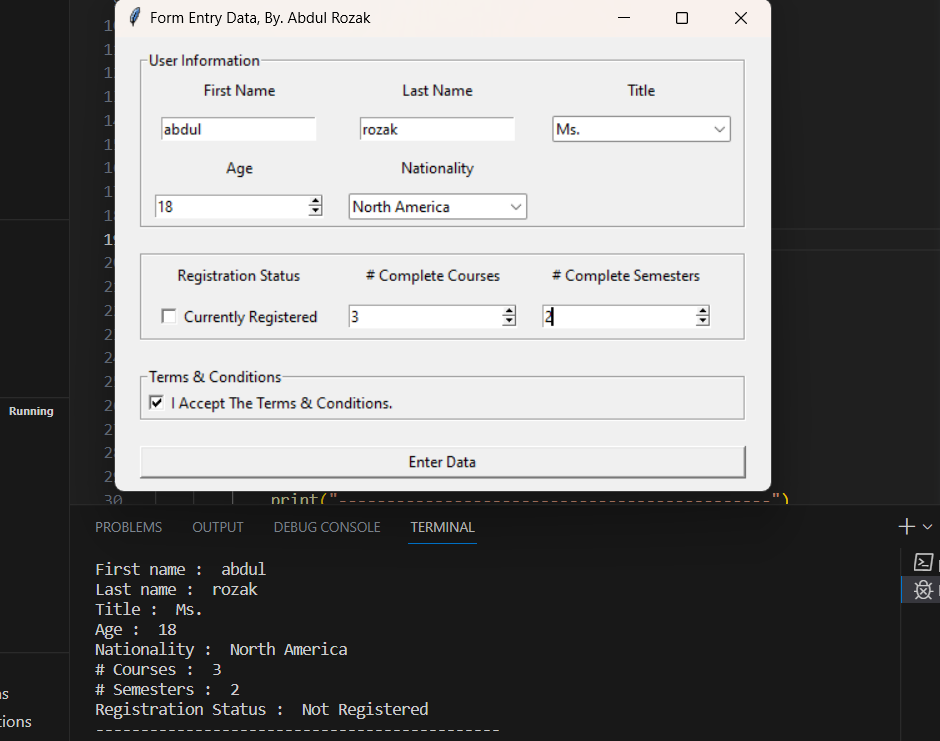 Form Entry Data, By. Abdul Rozak
User Information
First Name Last Name Title
abdul rozak Ms.
Age Nationality
18 North America
Registration Status # Complete Courses # Complete Semesters
Currently Registered 3 2
Terms & Conditions
I Accept The Terms & Conditions.
Enter Data
Running
30 print("------------------------------------------------")
PROBLEMS OUTPUT DEBUG CONSOLE TERMINAL
First name :  abdul
Last name :  rozak
Title :  Ms.
Age :  18
Nationality :  North America
# Courses :  3
# Semesters :  2
Registration Status :  Not Registered
---------------------------------------------